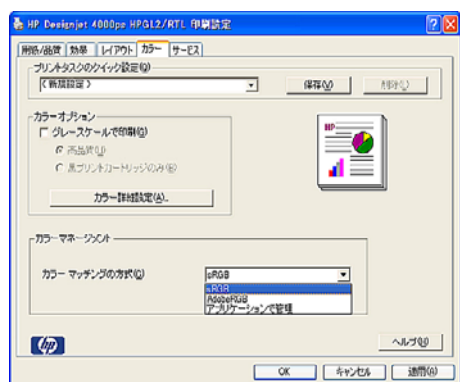 HP Designjet 4000ps HPGL2/RTL 印刷設定
用紙/品質 効果 レイアウト カラー サービス
プリントタスクのクイック設定(Q)
(新規設定)
保存(V)
削除(L)
カラーオプション
グレースケールで印刷(G)
高品質(U)
黒プリントカートリッジのみ(B)
カラー詳細設定(A)...
HP
カラー マネージメント
カラー マッチングの方式(Q)
sRGB
sRGB
AdobeRGB
アプリケーションで管理
hp
ヘルプ(H)
OK
キャンセル
適用(A)